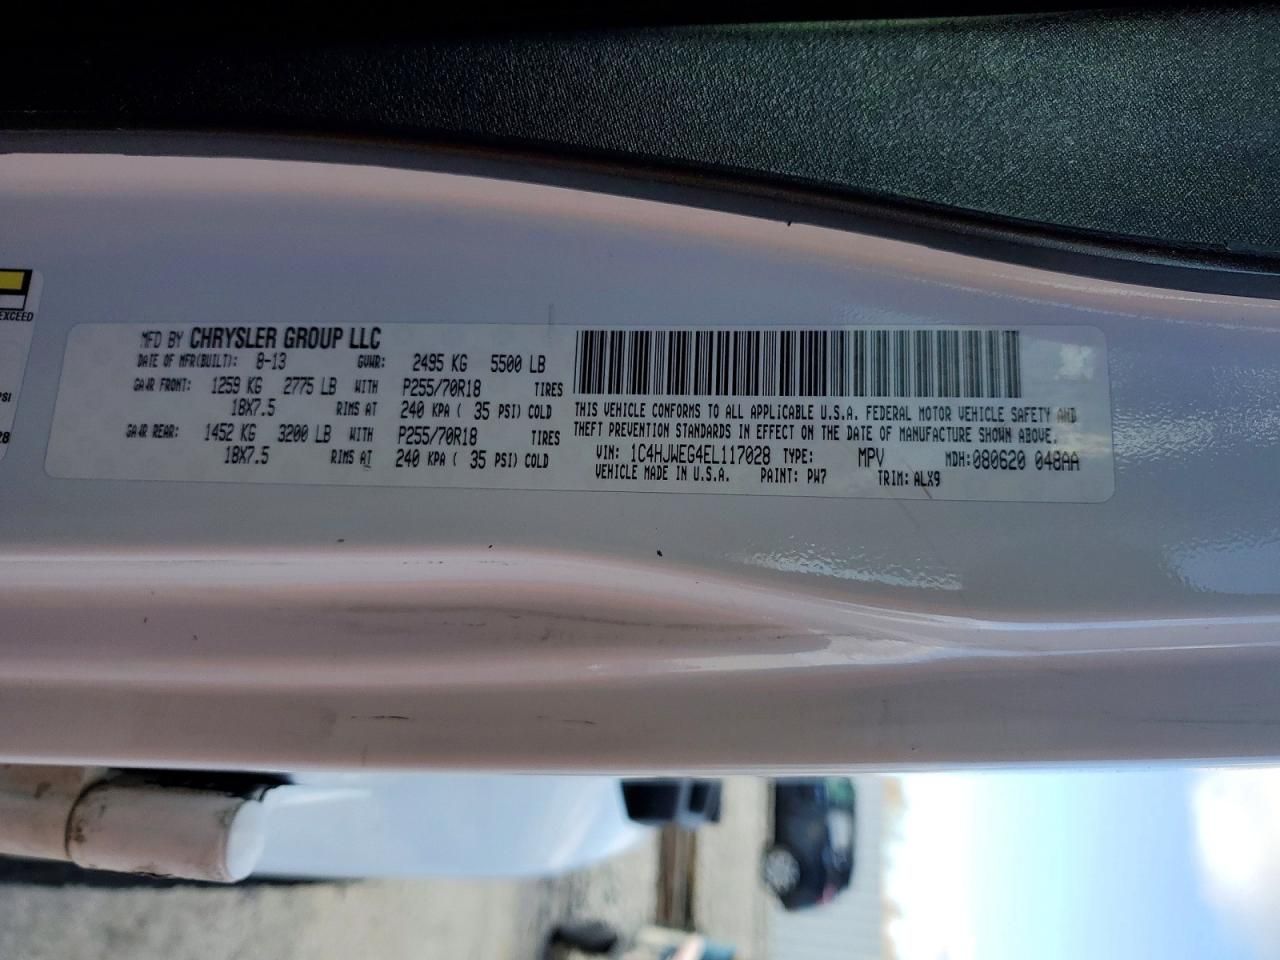 EXCEED
PSI
28
MFD BY CHRYSLER GROUP LLC
DATE OF MFR(BUILT): 8-13 GVWR: 2495 KG 5500 LB
GAWR FRONT: 1259 KG 2775 LB WITH P255/70R18 TIRES
18X7.5 RIMS AT 240 KPA ( 35 PSI) COLD
GAWR REAR: 1452 KG 3200 LB WITH P255/70R18 TIRES
18X7.5 RIMS AT 240 KPA ( 35 PSI) COLD
THIS VEHICLE CONFORMS TO ALL APPLICABLE U.S.A. FEDERAL MOTOR VEHICLE SAFETY AND
THEFT PREVENTION STANDARDS IN EFFECT ON THE DATE OF MANUFACTURE SHOWN ABOVE.
VIN: 1C4HJWEG4EL117028 TYPE: MPV MDH:080620 048AA
VEHICLE MADE IN U.S.A. PAINT: PW7 TRIM: ALX9